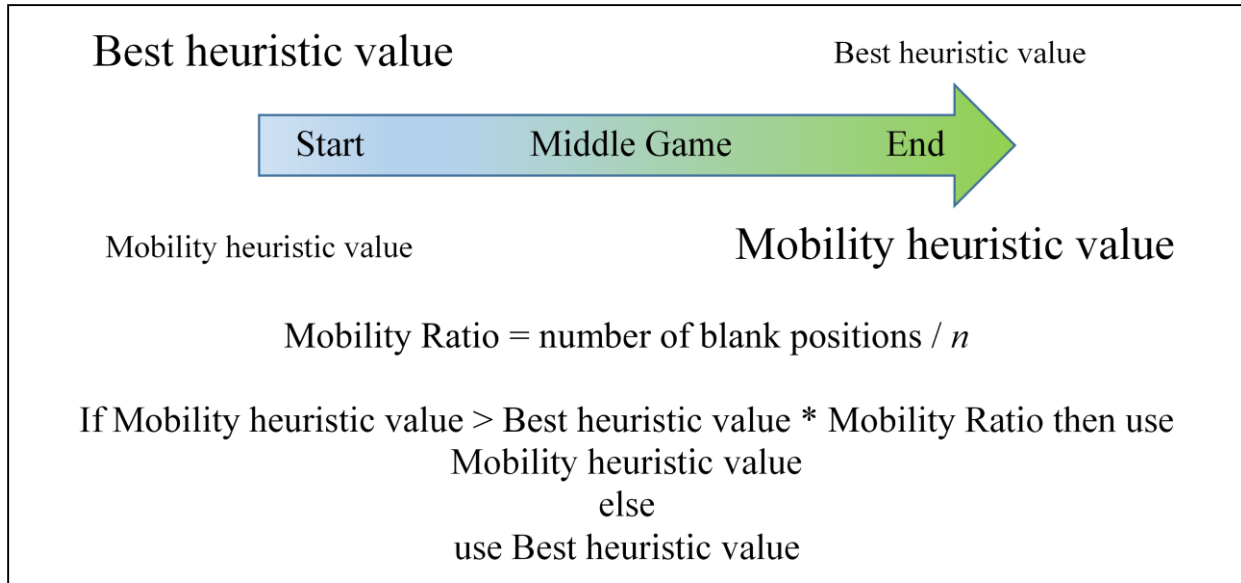 Best heuristic value
Best heuristic value
Start
Middle Game
End
Mobility heuristic value
Mobility heuristic value
Mobility Ratio = number of blank positions / n
If Mobility heuristic value > Best heuristic value * Mobility Ratio then use
Mobility heuristic value
else
use Best heuristic value